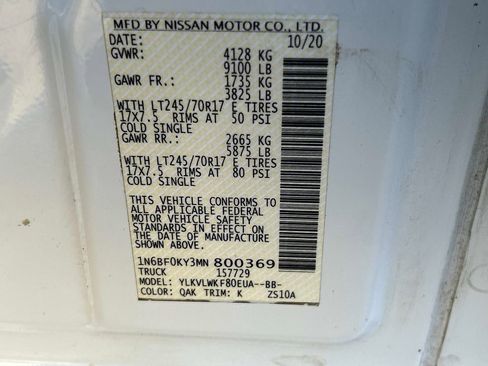 MFD BY NISSAN MOTOR CO., LTD.
DATE: 10/20
GVWR: 4128 KG
9100 LB
GAWR FR.: 1735 KG
3825 LB
WITH LT245/70R17 E TIRES
17X7.5 RIMS AT 50 PSI
COLD SINGLE
GAWR RR.: 2665 KG
5875 LB
WITH LT245/70R17 E TIRES
17X7.5 RIMS AT 80 PSI
COLD SINGLE
THIS VEHICLE CONFORMS TO
ALL APPLICABLE FEDERAL
MOTOR VEHICLE SAFETY
STANDARDS IN EFFECT ON
THE DATE OF MANUFACTURE
SHOWN ABOVE.
1N6BF0KY3MN 800369
TRUCK 157729
MODEL: YLKVLWKF80EUA--BB-
COLOR: QAK TRIM: K ZS10A